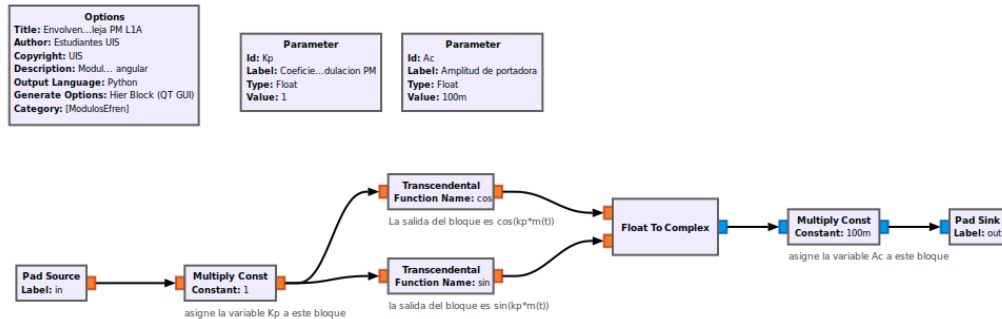 Options
Title: Envolven...leja PM L1A
Author: Estudiantes UIS
Copyright: UIS
Description: Modul... angular
Output Language: Python
Generate Options: Hier Block (QT GUI)
Category: [ModulosEfren]
Parameter
Id: Kp
Label: Coeficie...dulacion PM
Type: Float
Value: 1
Parameter
Id: Ac
Label: Amplitud de portadora
Type: Float
Value: 100m
Transcendental
Function Name: cos
La salida del bloque es cos(kp*m(t))
Float To Complex
Multiply Const
Constant: 100m
asigne la variable Ac a este bloque
Pad Sink
Label: out
Pad Source
Label: in
Multiply Const
Constant: 1
asigne la variable Kp a este bloque
Transcendental
Function Name: sin
la salida del bloque es sin(kp*m(t))